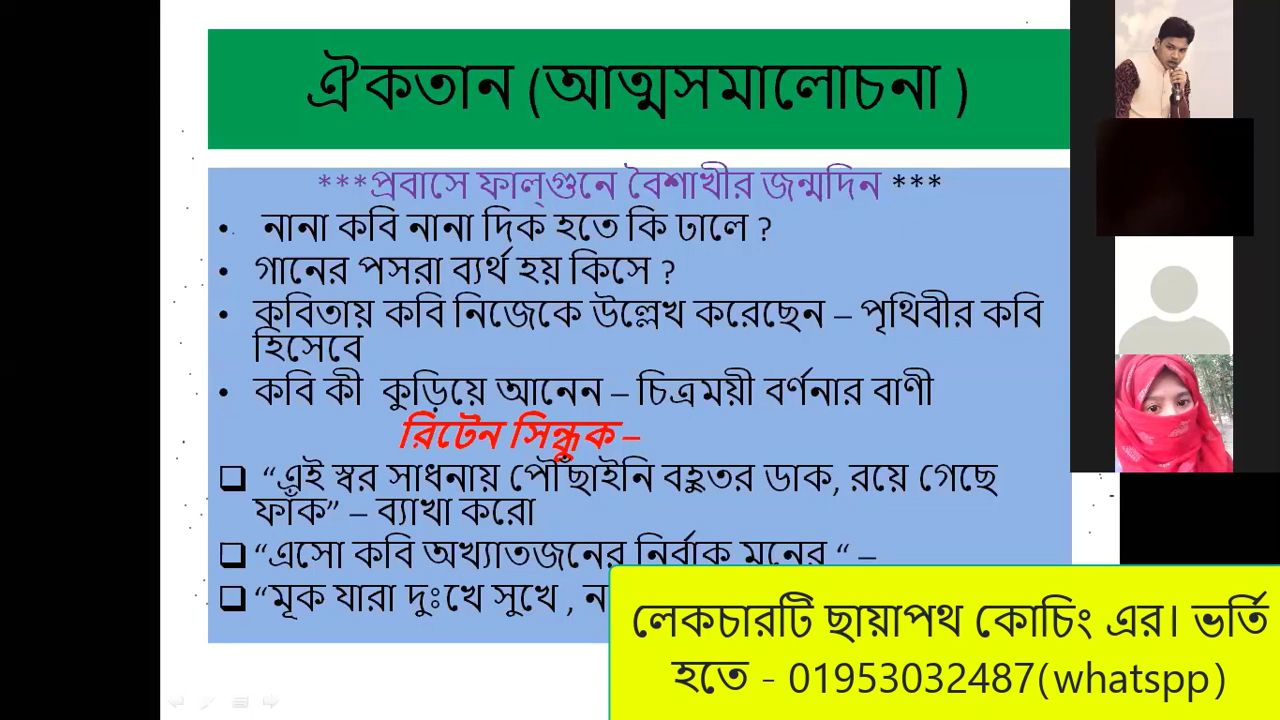 ঐকতান (আত্মসমালোচনা )
***প্রবাসে ফাল্গুনে বৈশাখীর জন্মদিন ***
• নানা কবি নানা দিক হতে কি ঢালে ?
• গানের পসরা ব্যর্থ হয় কিসে ?
• কবিতায় কবি নিজেকে উল্লেখ করেছেন – পৃথিবীর কবি
হিসেবে
• কবি কী কুড়িয়ে আনেন – চিত্রময়ী বর্ণনার বাণী
রিটেন সিন্ধুক –
❑ “এই স্বর সাধনায় পৌঁছাইনি বহুতর ডাক, রয়ে গেছে
ফাঁক” – ব্যাখা করো
❑ “এসো কবি অখ্যাতজনের নির্বাক মনের “ –
❑ “মূক যারা দুঃখে সুখে , ন
লেকচারটি ছায়াপথ কোচিং এর। ভর্তি
হতে - 01953032487(whatspp)